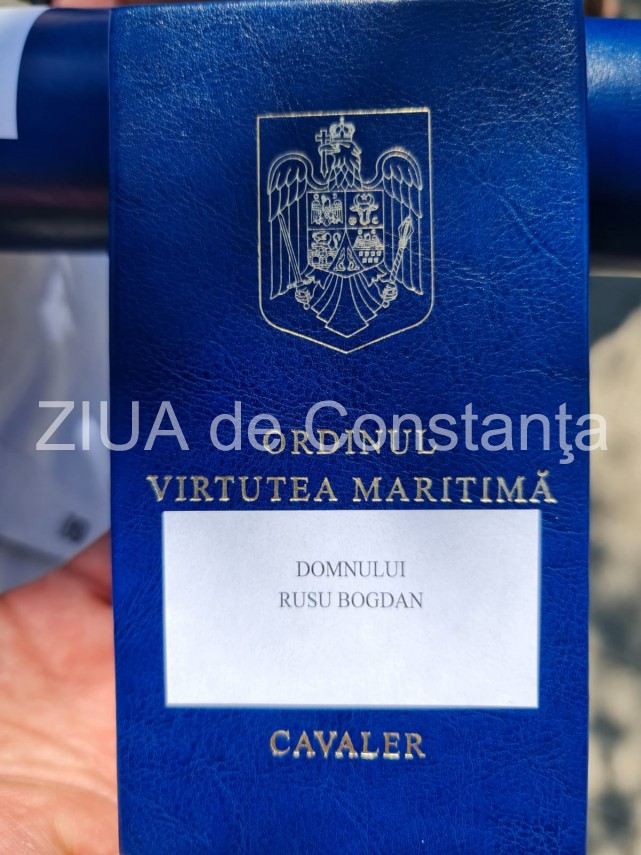 ZIUA de Constanţa
ORDINUL
VIRTUTEA MARITIMĂ
DOMNULUI
RUSU BOGDAN
CAVALER